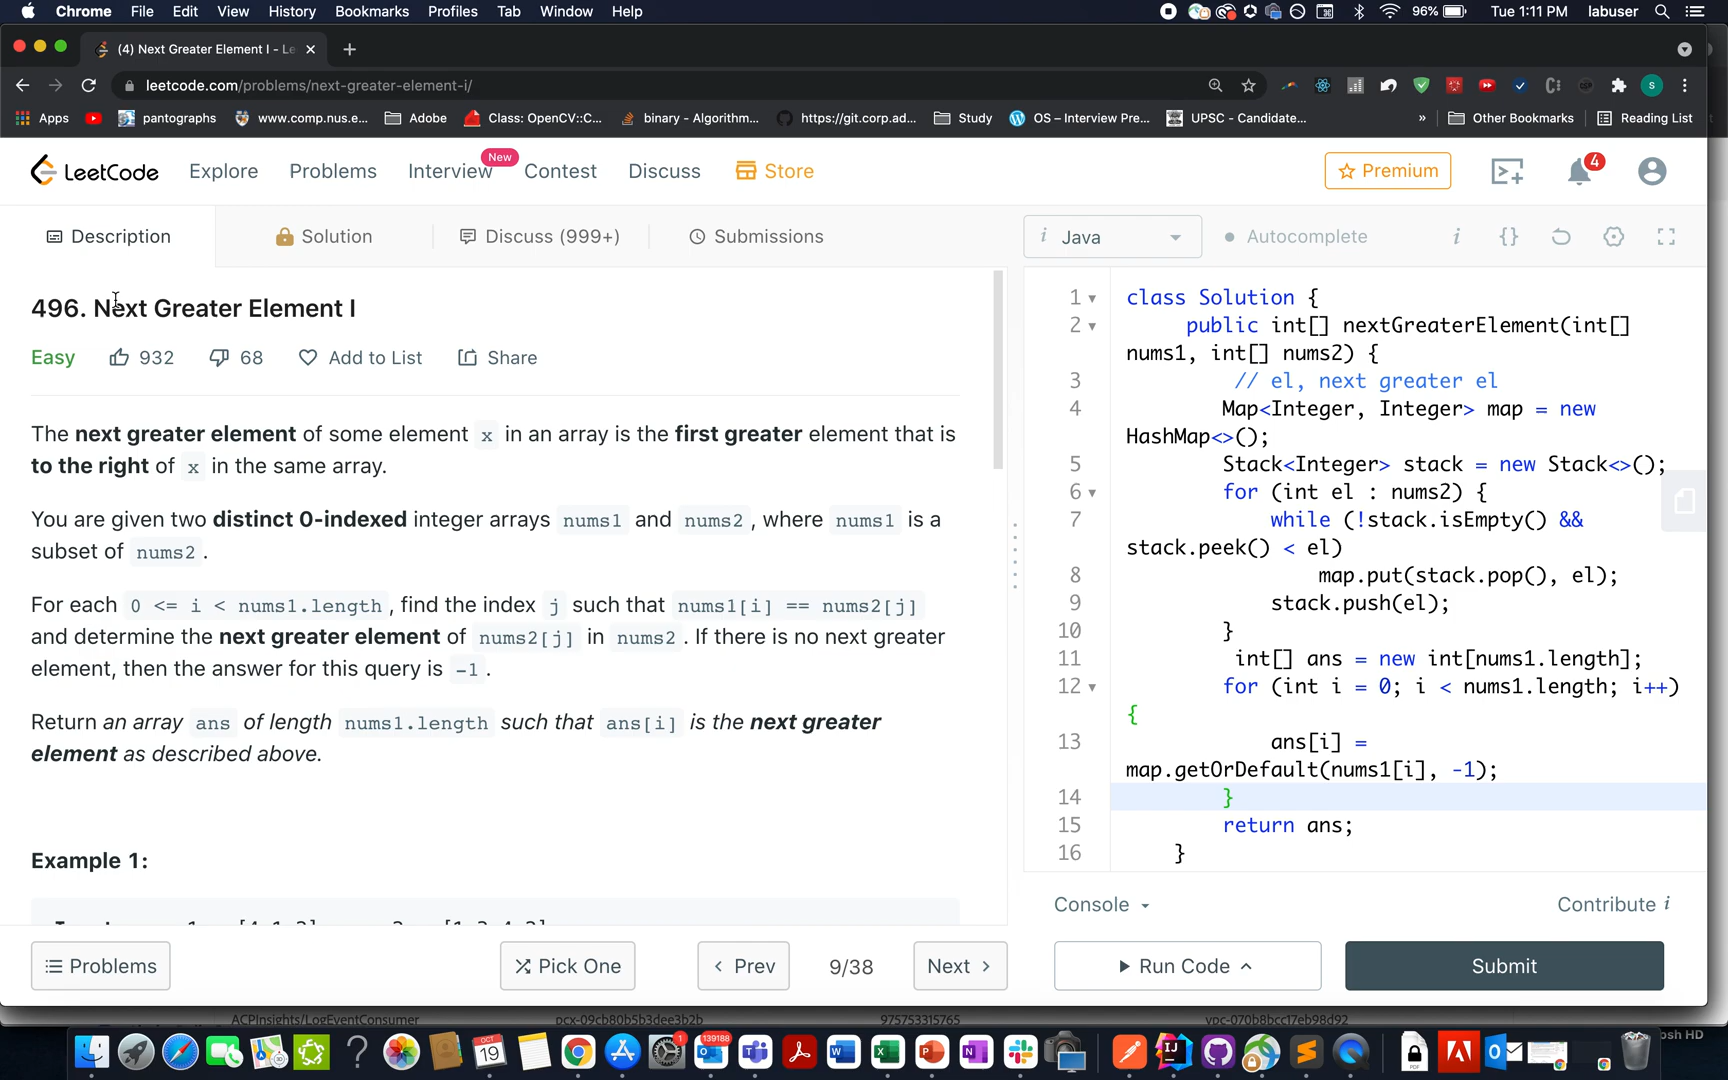 Chrome File Edit View History Bookmarks Profiles Tab Window Help 96% Tue 1:11 PM labuser
(4) Next Greater Element I - Le
leetcode.com/problems/next-greater-element-i/
Apps pantographs www.comp.nus.e... Adobe Class: OpenCV::C... binary - Algorithm... https://git.corp.ad... Study OS – Interview Pre... UPSC - Candidate... » Other Bookmarks Reading List
LeetCode Explore Problems Interview New Contest Discuss Store Premium 4
Description Solution Discuss (999+) Submissions
i Java Autocomplete i {}
496. Next Greater Element I
Easy 932 68 Add to List Share
The next greater element of some element x in an array is the first greater element that is
to the right of x in the same array.
You are given two distinct 0-indexed integer arrays nums1 and nums2, where nums1 is a
subset of nums2.
For each 0 <= i < nums1.length, find the index j such that nums1[i] == nums2[j]
and determine the next greater element of nums2[j] in nums2. If there is no next greater
element, then the answer for this query is -1.
Return an array ans of length nums1.length such that ans[i] is the next greater
element as described above.
Example 1:
1 class Solution {
2 public int[] nextGreaterElement(int[]
nums1, int[] nums2) {
3 // el, next greater el
4 Map<Integer, Integer> map = new
HashMap<>();
5 Stack<Integer> stack = new Stack<>();
6 for (int el : nums2) {
7 while (!stack.isEmpty() &&
stack.peek() < el)
8 map.put(stack.pop(), el);
9 stack.push(el);
10 }
11 int[] ans = new int[nums1.length];
12 for (int i = 0; i < nums1.length; i++)
{
13 ans[i] =
map.getOrDefault(nums1[i], -1);
14 }
15 return ans;
16 }
Console Contribute i
Problems Pick One Prev 9/38 Next Run Code Submit
ACPInsights/LogEventConsumer pcx-09cb80b5b3dee3b2b 975753315765 vpc-070b8bcc17eb98d92
osh HD
OCT 19 1 139188